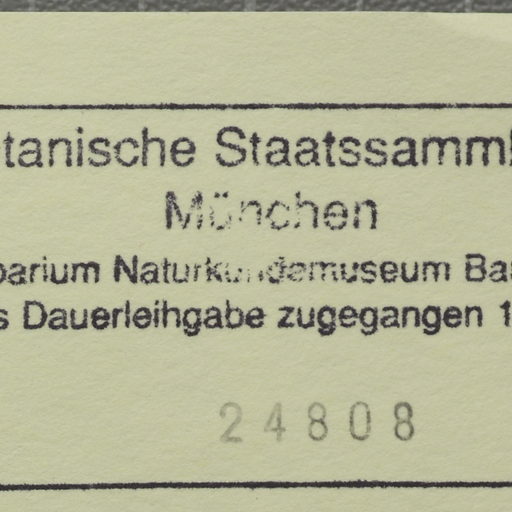 tanische Staatssamml
München
barium Naturkundemuseum Ba
s Dauerleihgabe zugegangen 1
24808